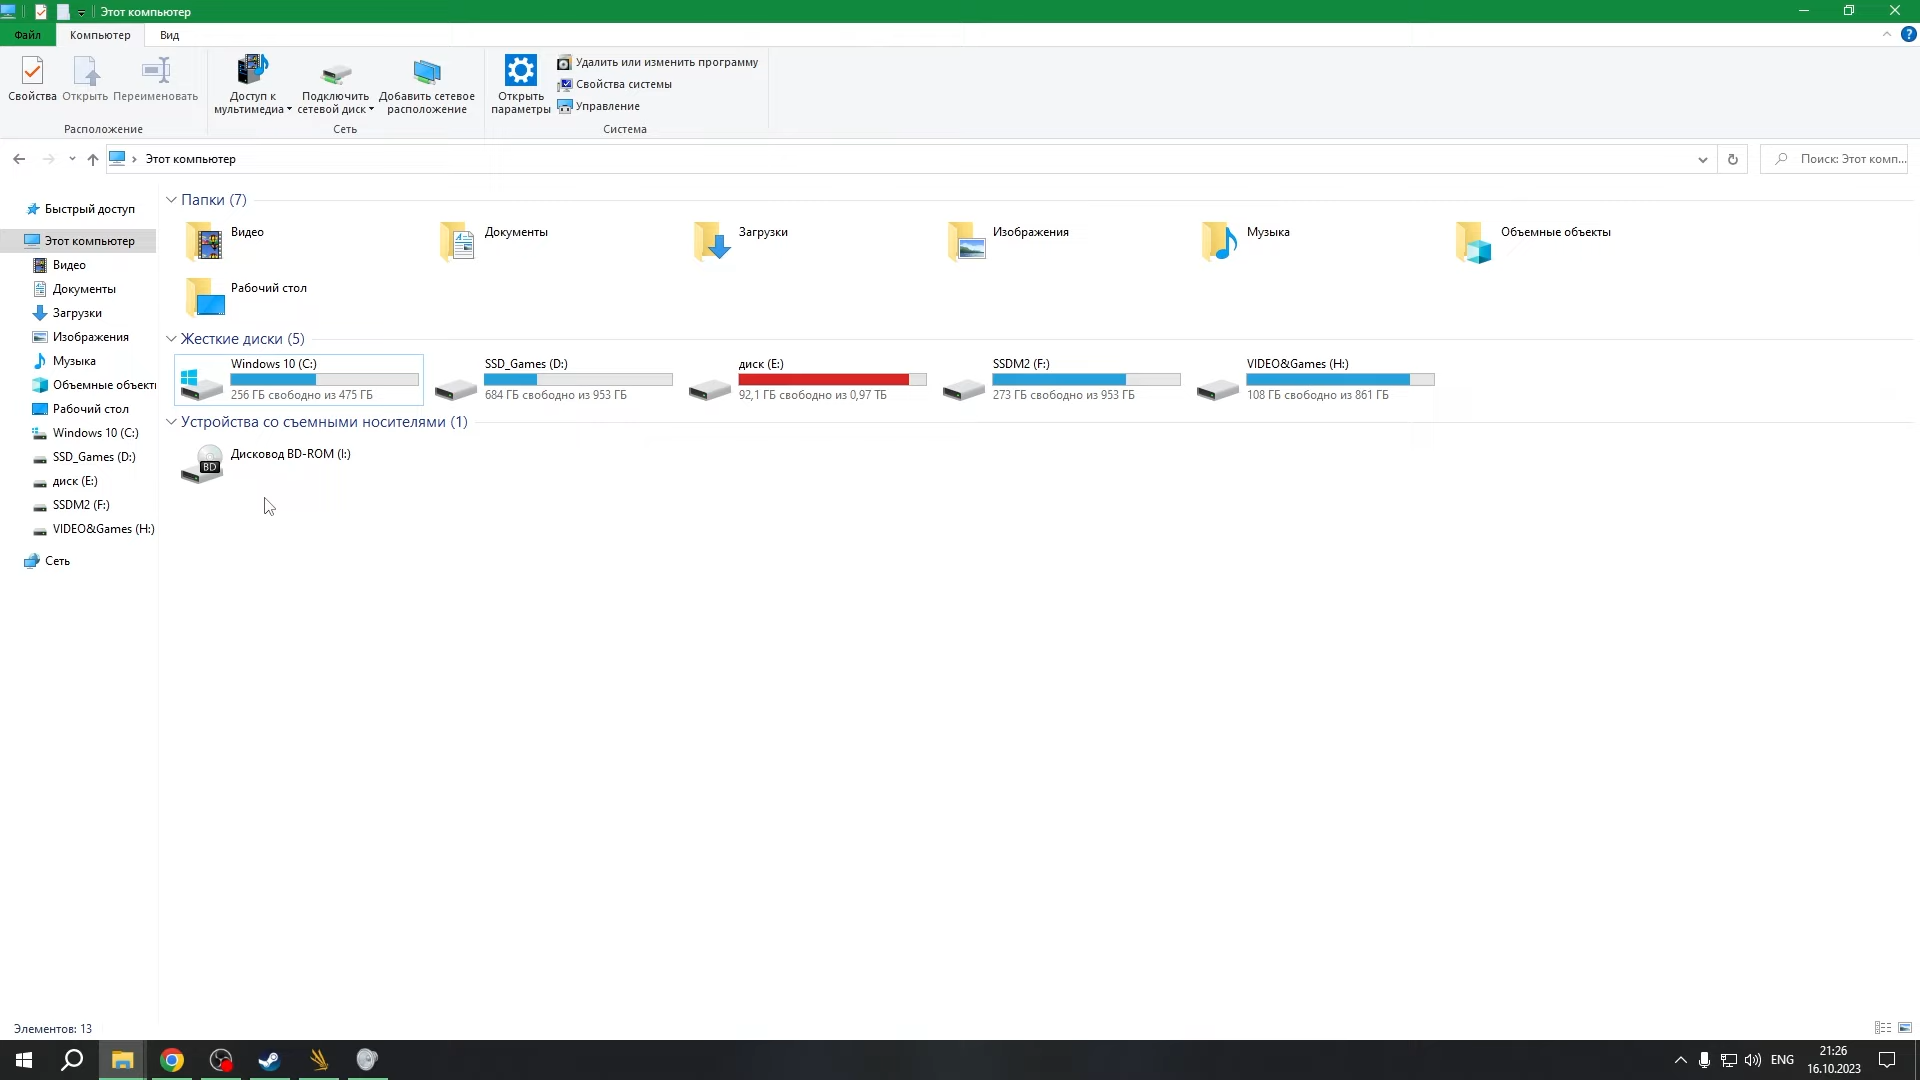 Этот компьютер
Файл
Компьютер
Вид
Свойства
Открыть
Переименовать
Расположение
Доступ к
мультимедиа
Подключить
сетевой диск
Добавить сетевое
расположение
Сеть
Открыть
параметры
Удалить или изменить программу
Свойства системы
Управление
Система
Этот компьютер
Поиск: Этот комп...
Быстрый доступ
Этот компьютер
Видео
Документы
Загрузки
Изображения
Музыка
Объемные объекты
Рабочий стол
Windows 10 (C:)
SSD_Games (D:)
диск (E:)
SSDM2 (F:)
VIDEO&Games (H:)
Сеть
Папки (7)
Видео
Документы
Загрузки
Изображения
Музыка
Объемные объекты
Рабочий стол
Жесткие диски (5)
Windows 10 (C:)
256 ГБ свободно из 475 ГБ
SSD_Games (D:)
684 ГБ свободно из 953 ГБ
диск (E:)
92,1 ГБ свободно из 0,97 ТБ
SSDM2 (F:)
273 ГБ свободно из 953 ГБ
VIDEO&Games (H:)
108 ГБ свободно из 861 ГБ
Устройства со съемными носителями (1)
BD
Дисковод BD-ROM (I:)
Элементов: 13
ENG
21:26
16.10.2023